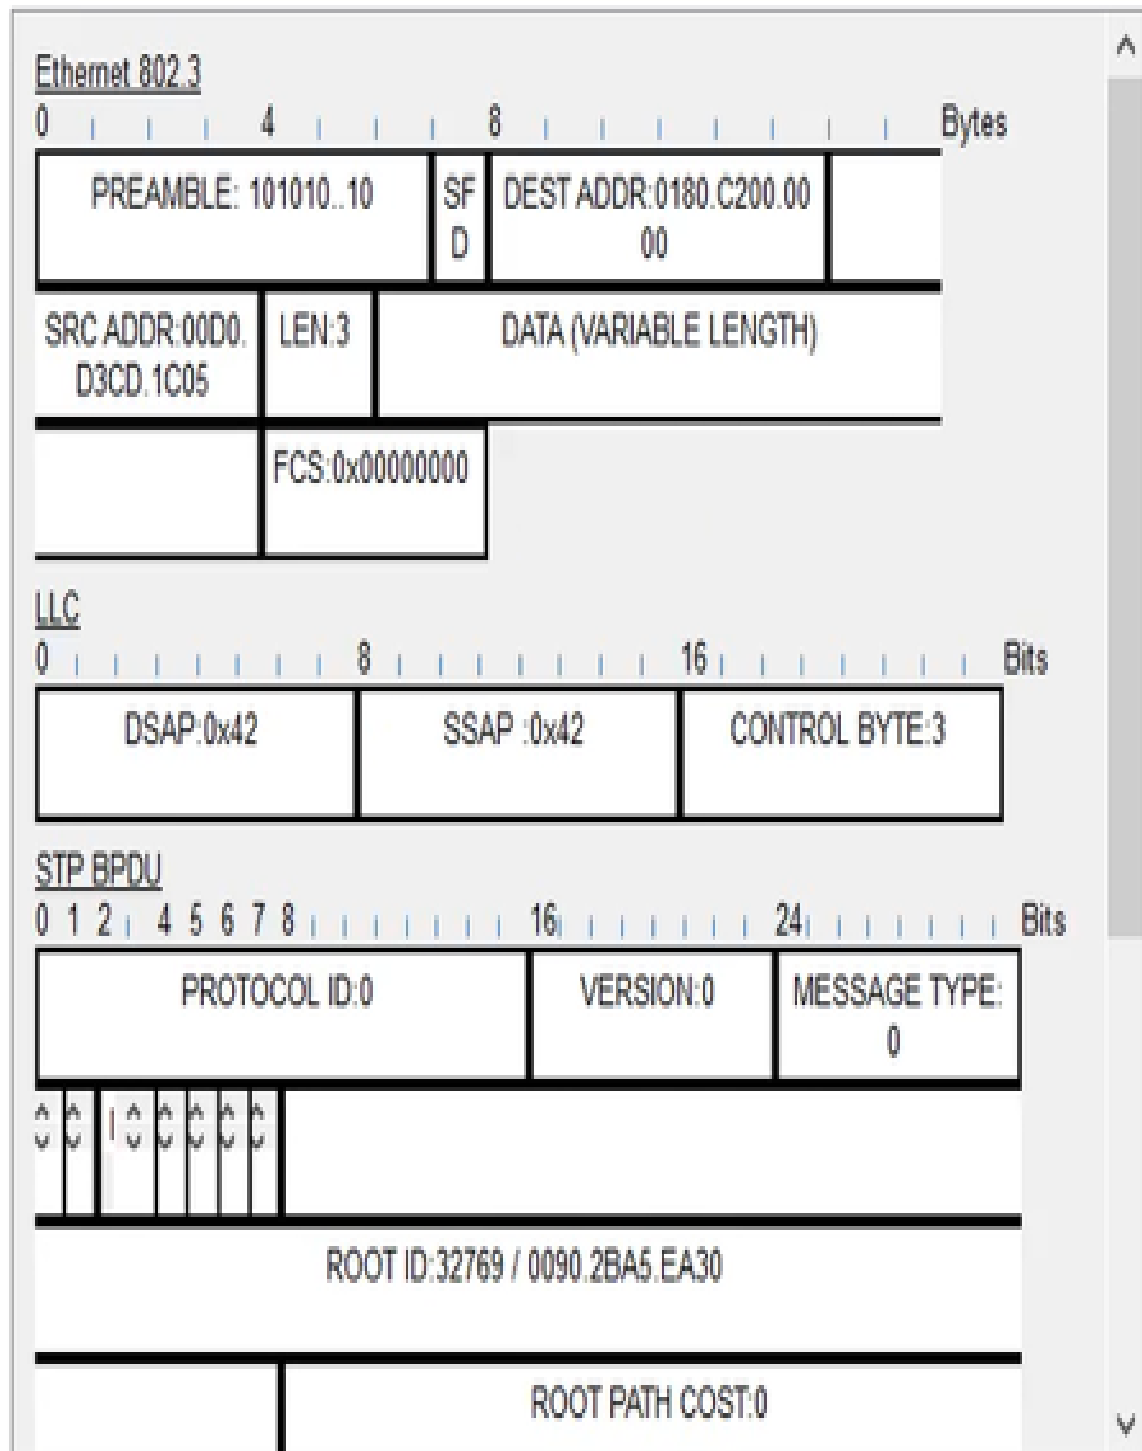 Ethernet 802.3
0 4 8 Bytes
PREAMBLE: 101010..10
SF
D
DEST ADDR:0180.C200.00
00
SRC ADDR:00D0.
D3CD.1C05
LEN:3
DATA (VARIABLE LENGTH)
FCS:0x00000000
LLC
0 8 16 Bits
DSAP:0x42
SSAP :0x42
CONTROL BYTE:3
STP BPDU
0 1 2 4 5 6 7 8 16 24 Bits
PROTOCOL ID:0
VERSION:0
MESSAGE TYPE:
0
ROOT ID:32769 / 0090.2BA5.EA30
ROOT PATH COST:0